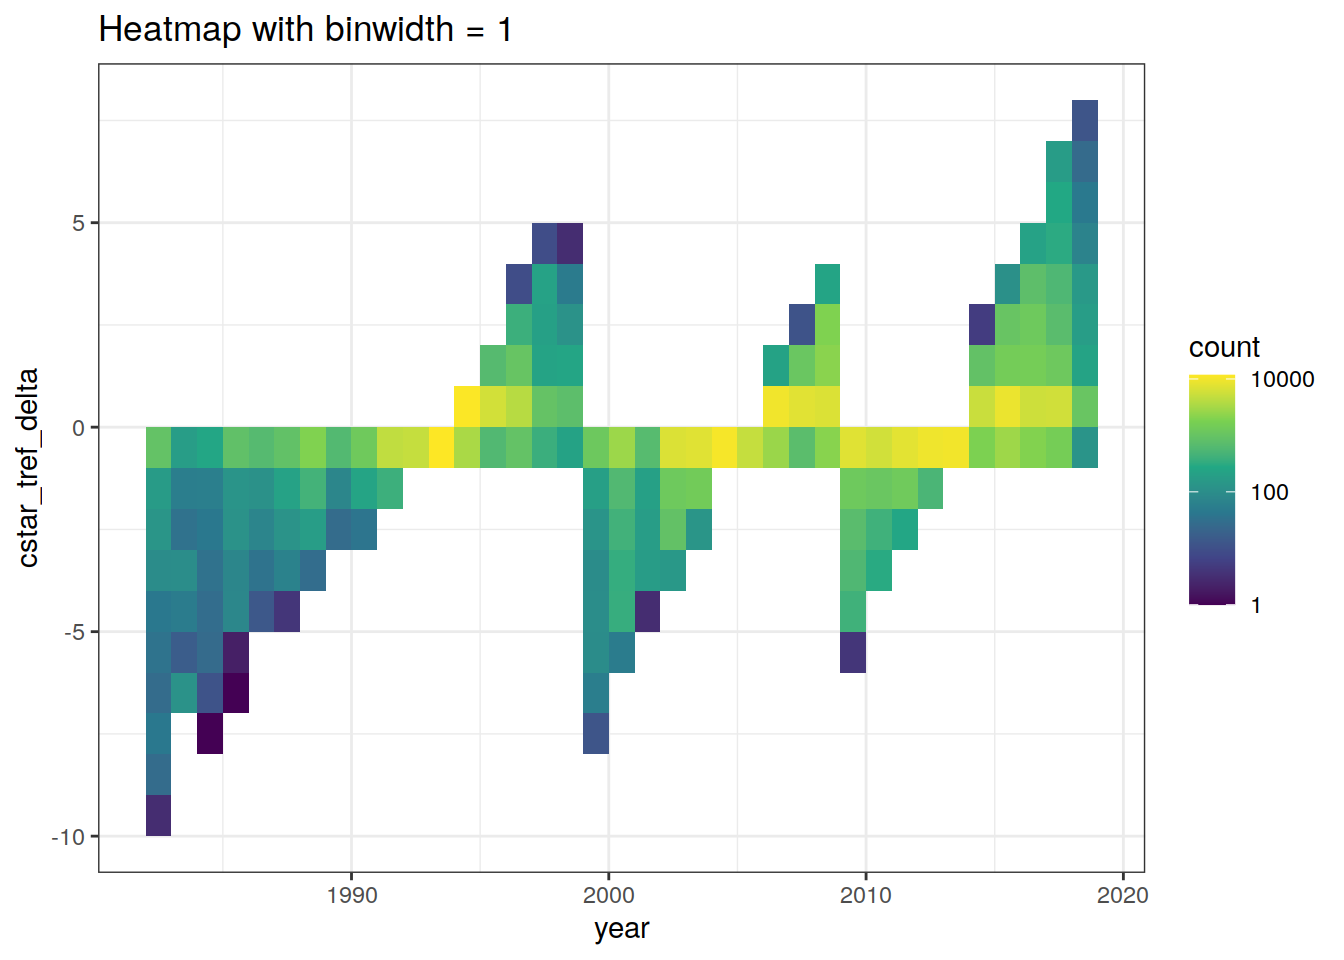 Heatmap with binwidth = 1
cstar_tref_delta
5
0
-5
-10
1990
2000
2010
2020
year
count
10000
100
1